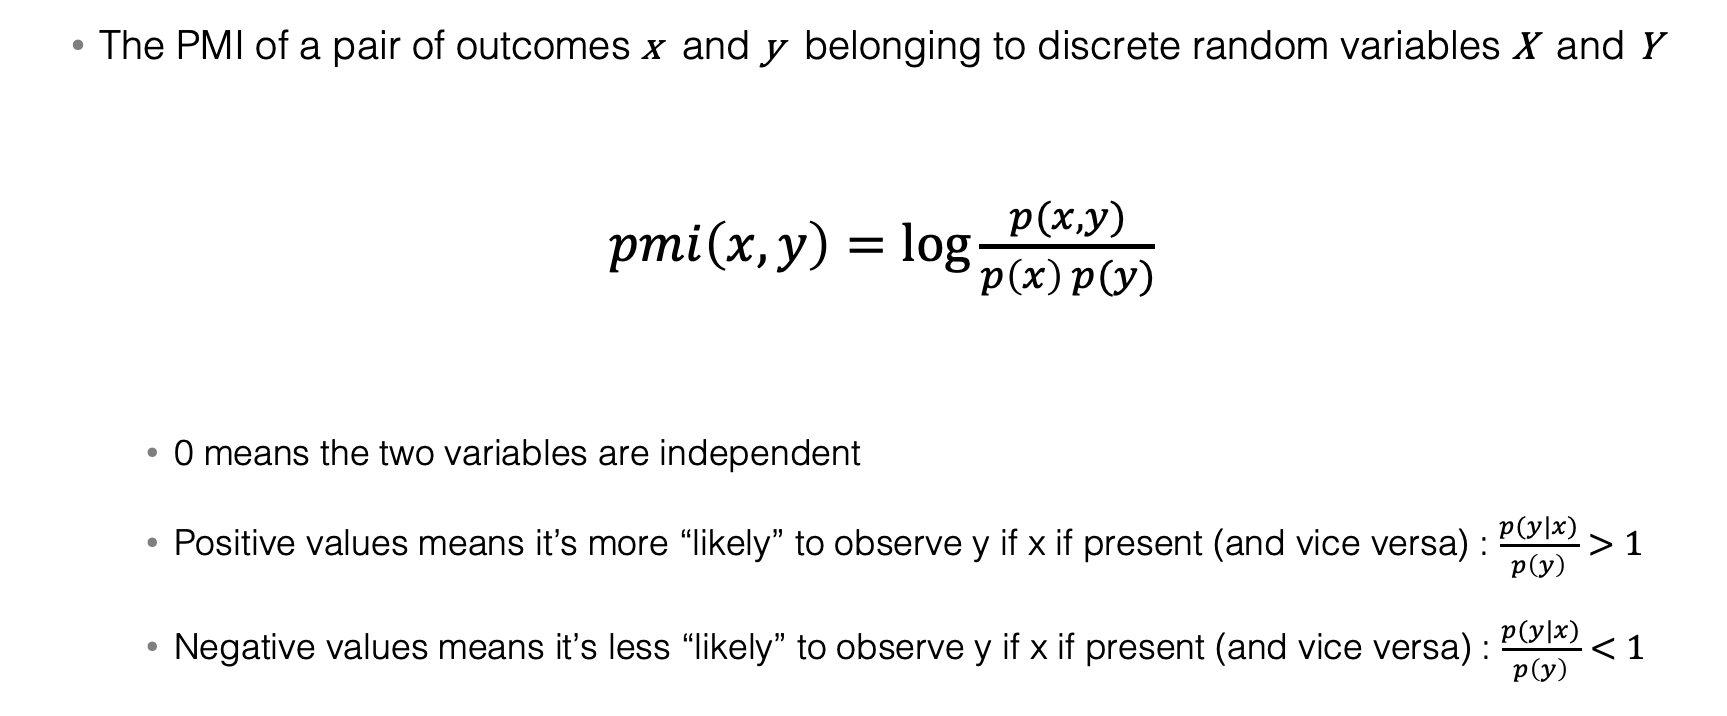 • The PMI of a pair of outcomes x and y belonging to discrete random variables X and Y
pmi(x, y) = log p(x,y) / p(x) p(y)
• 0 means the two variables are independent
• Positive values means it’s more “likely” to observe y if x if present (and vice versa) : p(y|x) / p(y) > 1
• Negative values means it’s less “likely” to observe y if x if present (and vice versa) : p(y|x) / p(y) < 1